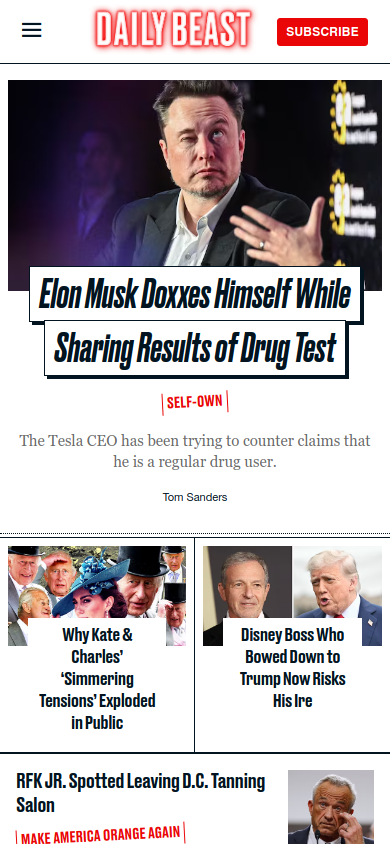 DAILY BEAST
SUBSCRIBE
Elon Musk Doxxes Himself While
Sharing Results of Drug Test
SELF-OWN
The Tesla CEO has been trying to counter claims that
he is a regular drug user.
Tom Sanders
Why Kate &
Charles’
‘Simmering
Tensions’ Exploded
in Public
Disney Boss Who
Bowed Down to
Trump Now Risks
His Ire
RFK JR. Spotted Leaving D.C. Tanning
Salon
MAKE AMERICA ORANGE AGAIN